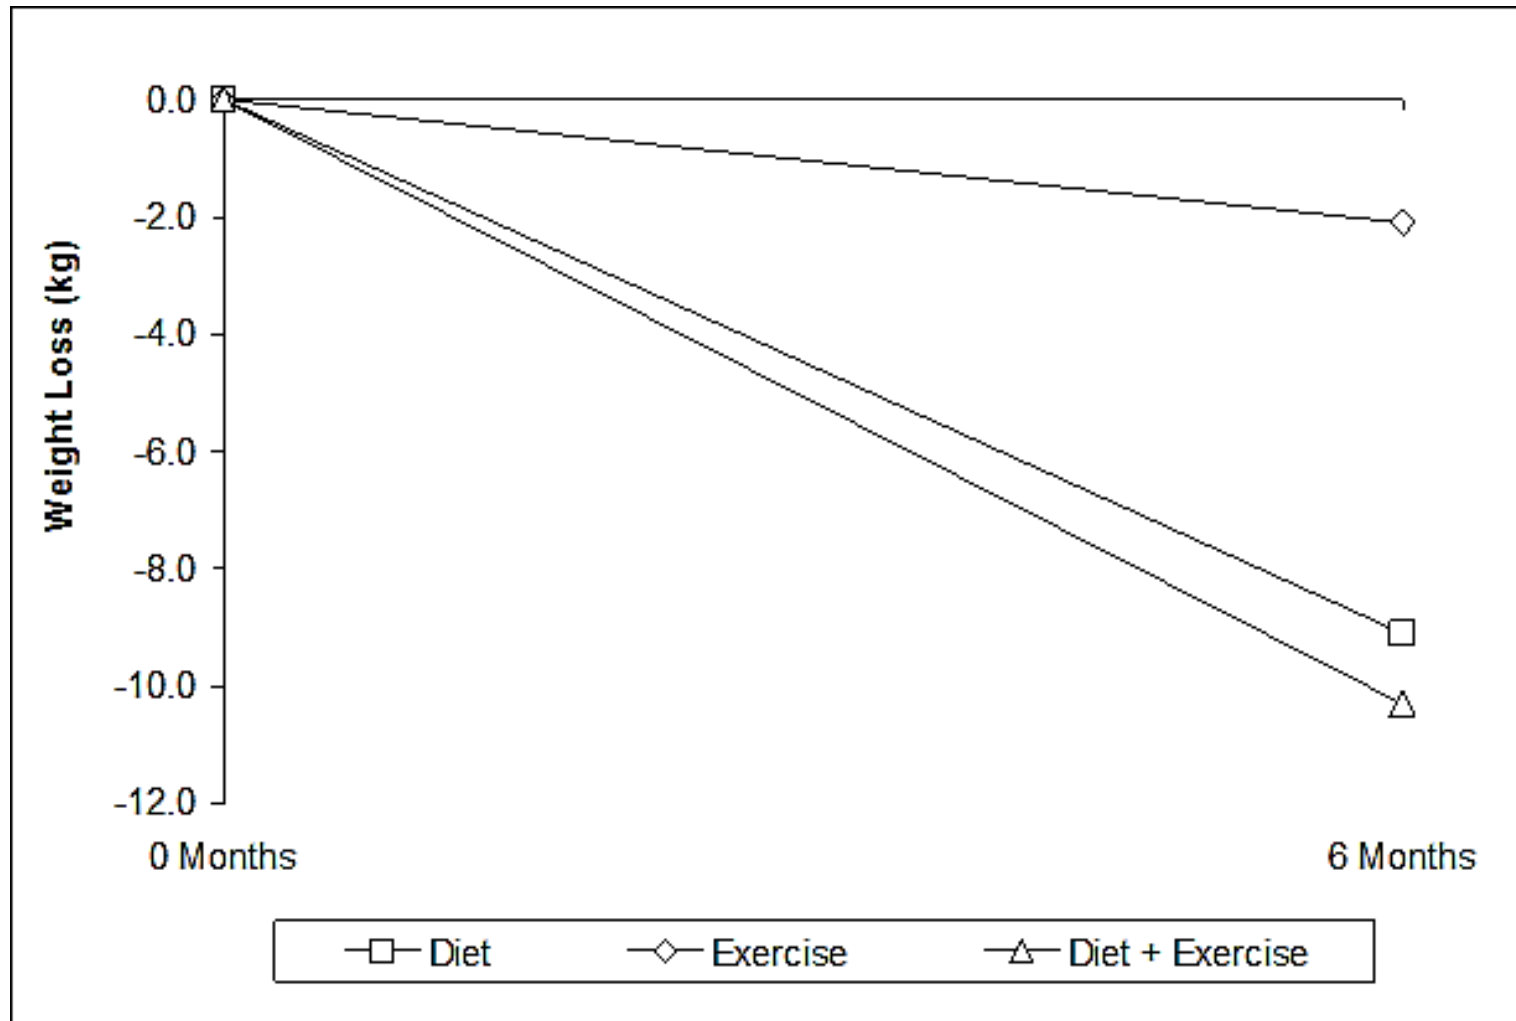 Weight Loss (kg)
0.0
-2.0
-4.0
-6.0
-8.0
-10.0
-12.0
0 Months
6 Months
Diet
Exercise
Diet + Exercise